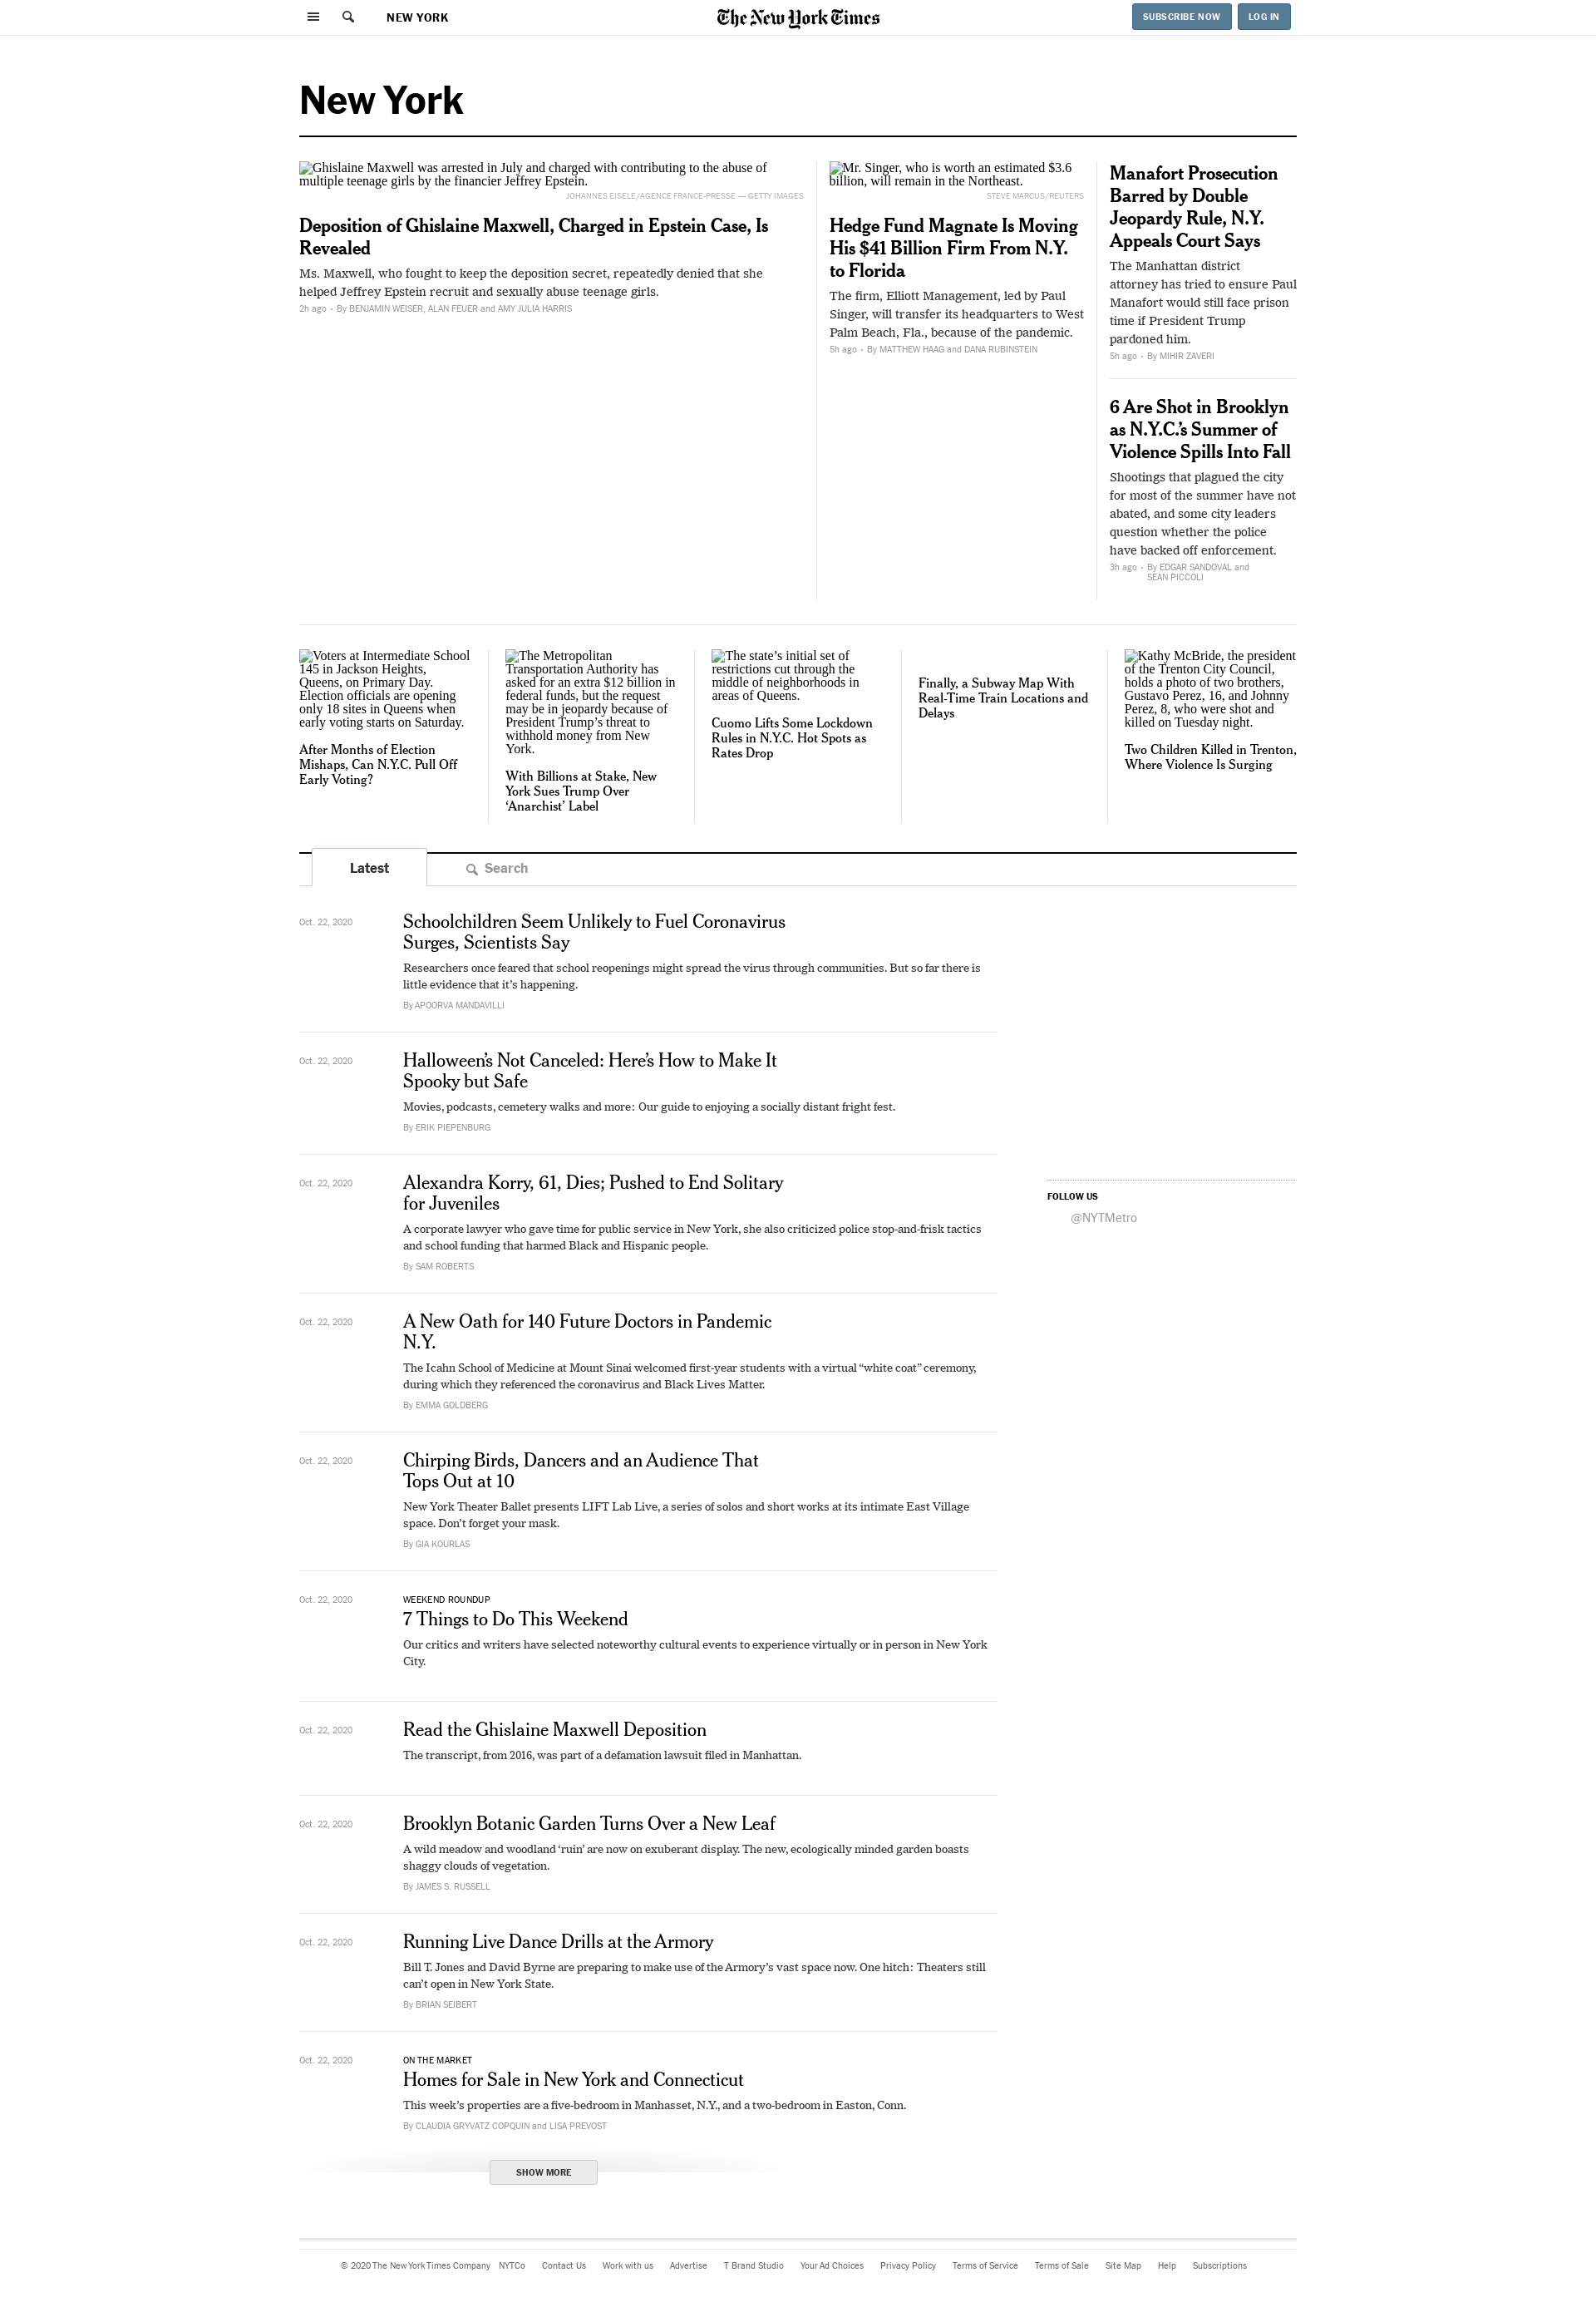 NEW YORK
The New York Times
SUBSCRIBE NOW
LOG IN
New York
Ghislaine Maxwell was arrested in July and charged with contributing to the abuse of
multiple teenage girls by the financier Jeffrey Epstein.
JOHANNES EISELE/AGENCE FRANCE-PRESSE — GETTY IMAGES
Deposition of Ghislaine Maxwell, Charged in Epstein Case, Is
Revealed
Ms. Maxwell, who fought to keep the deposition secret, repeatedly denied that she
helped Jeffrey Epstein recruit and sexually abuse teenage girls.
2h ago • By BENJAMIN WEISER, ALAN FEUER and AMY JULIA HARRIS
Mr. Singer, who is worth an estimated $3.6
billion, will remain in the Northeast.
STEVE MARCUS/REUTERS
Hedge Fund Magnate Is Moving
His $41 Billion Firm From N.Y.
to Florida
The firm, Elliott Management, led by Paul
Singer, will transfer its headquarters to West
Palm Beach, Fla., because of the pandemic.
5h ago • By MATTHEW HAAG and DANA RUBINSTEIN
Manafort Prosecution
Barred by Double
Jeopardy Rule, N.Y.
Appeals Court Says
The Manhattan district
attorney has tried to ensure Paul
Manafort would still face prison
time if President Trump
pardoned him.
5h ago • By MIHIR ZAVERI
6 Are Shot in Brooklyn
as N.Y.C.’s Summer of
Violence Spills Into Fall
Shootings that plagued the city
for most of the summer have not
abated, and some city leaders
question whether the police
have backed off enforcement.
3h ago • By EDGAR SANDOVAL and
SEAN PICCOLI
Voters at Intermediate School
145 in Jackson Heights,
Queens, on Primary Day.
Election officials are opening
only 18 sites in Queens when
early voting starts on Saturday.
After Months of Election
Mishaps, Can N.Y.C. Pull Off
Early Voting?
The Metropolitan
Transportation Authority has
asked for an extra $12 billion in
federal funds, but the request
may be in jeopardy because of
President Trump’s threat to
withhold money from New
York.
With Billions at Stake, New
York Sues Trump Over
‘Anarchist’ Label
The state’s initial set of
restrictions cut through the
middle of neighborhoods in
areas of Queens.
Cuomo Lifts Some Lockdown
Rules in N.Y.C. Hot Spots as
Rates Drop
Finally, a Subway Map With
Real-Time Train Locations and
Delays
Kathy McBride, the president
of the Trenton City Council,
holds a photo of two brothers,
Gustavo Perez, 16, and Johnny
Perez, 8, who were shot and
killed on Tuesday night.
Two Children Killed in Trenton,
Where Violence Is Surging
Latest
Search
Oct. 22, 2020
Schoolchildren Seem Unlikely to Fuel Coronavirus
Surges, Scientists Say
Researchers once feared that school reopenings might spread the virus through communities. But so far there is
little evidence that it’s happening.
By APOORVA MANDAVILLI
Oct. 22, 2020
Halloween’s Not Canceled: Here’s How to Make It
Spooky but Safe
Movies, podcasts, cemetery walks and more: Our guide to enjoying a socially distant fright fest.
By ERIK PIEPENBURG
Oct. 22, 2020
Alexandra Korry, 61, Dies; Pushed to End Solitary
for Juveniles
A corporate lawyer who gave time for public service in New York, she also criticized police stop-and-frisk tactics
and school funding that harmed Black and Hispanic people.
By SAM ROBERTS
FOLLOW US
@NYTMetro
Oct. 22, 2020
A New Oath for 140 Future Doctors in Pandemic
N.Y.
The Icahn School of Medicine at Mount Sinai welcomed first-year students with a virtual “white coat” ceremony,
during which they referenced the coronavirus and Black Lives Matter.
By EMMA GOLDBERG
Oct. 22, 2020
Chirping Birds, Dancers and an Audience That
Tops Out at 10
New York Theater Ballet presents LIFT Lab Live, a series of solos and short works at its intimate East Village
space. Don’t forget your mask.
By GIA KOURLAS
Oct. 22, 2020
WEEKEND ROUNDUP
7 Things to Do This Weekend
Our critics and writers have selected noteworthy cultural events to experience virtually or in person in New York
City.
Oct. 22, 2020
Read the Ghislaine Maxwell Deposition
The transcript, from 2016, was part of a defamation lawsuit filed in Manhattan.
Oct. 22, 2020
Brooklyn Botanic Garden Turns Over a New Leaf
A wild meadow and woodland ‘ruin’ are now on exuberant display. The new, ecologically minded garden boasts
shaggy clouds of vegetation.
By JAMES S. RUSSELL
Oct. 22, 2020
Running Live Dance Drills at the Armory
Bill T. Jones and David Byrne are preparing to make use of the Armory’s vast space now. One hitch: Theaters still
can’t open in New York State.
By BRIAN SEIBERT
Oct. 22, 2020
ON THE MARKET
Homes for Sale in New York and Connecticut
This week’s properties are a five-bedroom in Manhasset, N.Y., and a two-bedroom in Easton, Conn.
By CLAUDIA GRYVATZ COPQUIN and LISA PREVOST
SHOW MORE
© 2020 The New York Times Company NYTCo Contact Us Work with us Advertise T Brand Studio Your Ad Choices Privacy Policy Terms of Service Terms of Sale Site Map Help Subscriptions